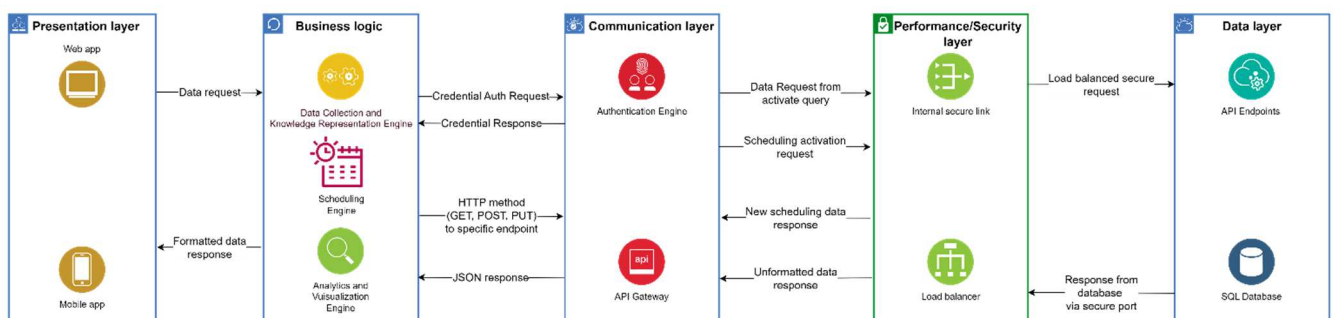 Presentation layer
Web app
Mobile app
Data request
Formatted data
response
Business logic
Data Collection and
Knowledge Representation Engine
Scheduling
Engine
Analytics and
Vuisualization
Engine
Credential Auth Request
Credential Response
HTTP method
(GET, POST, PUT)
to specific endpoint
JSON response
Communication layer
Authentication Engine
api
API Gateway
Data Request from
activate query
Scheduling activation
request
New scheduling data
response
Unformatted data
response
Performance/Security
layer
Internal secure link
Load balancer
Load balanced secure
request
Response from
database
via secure port
Data layer
API Endpoints
SQL Database